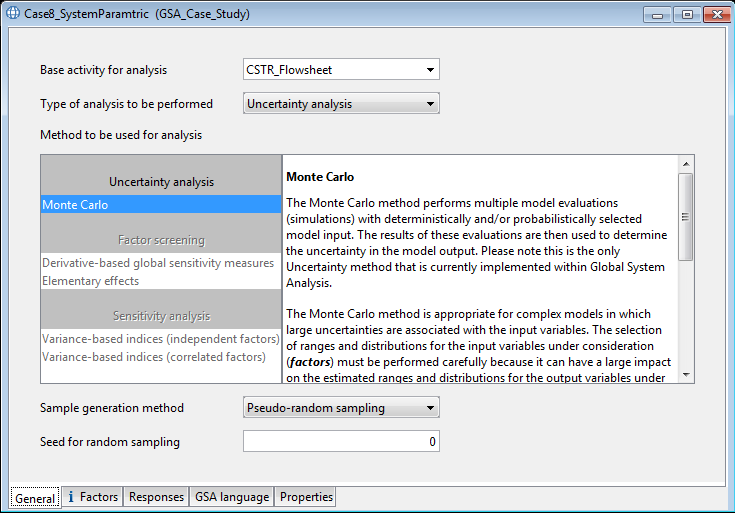 Case8_SystemParamtric (GSA_Case_Study)
Base activity for analysis
CSTR_Flowsheet
Type of analysis to be performed
Uncertainty analysis
Method to be used for analysis
Uncertainty analysis
Monte Carlo
Factor screening
Derivative-based global sensitivity measures
Elementary effects
Sensitivity analysis
Variance-based indices (independent factors)
Variance-based indices (correlated factors)
Monte Carlo
The Monte Carlo method performs multiple model evaluations
(simulations) with deterministically and/or probabilistically selected
model input. The results of these evaluations are then used to determine
the uncertainty in the model output. Please note this is the only
Uncertainty method that is currently implemented within Global System
Analysis.
The Monte Carlo method is appropriate for complex models in which
large uncertainties are associated with the input variables. The selection
of ranges and distributions for the input variables under consideration
(factors) must be performed carefully because it can have a large impact
on the estimated ranges and distributions for the output variables under
Sample generation method
Pseudo-random sampling
Seed for random sampling
0
General
i Factors
Responses
GSA language
Properties